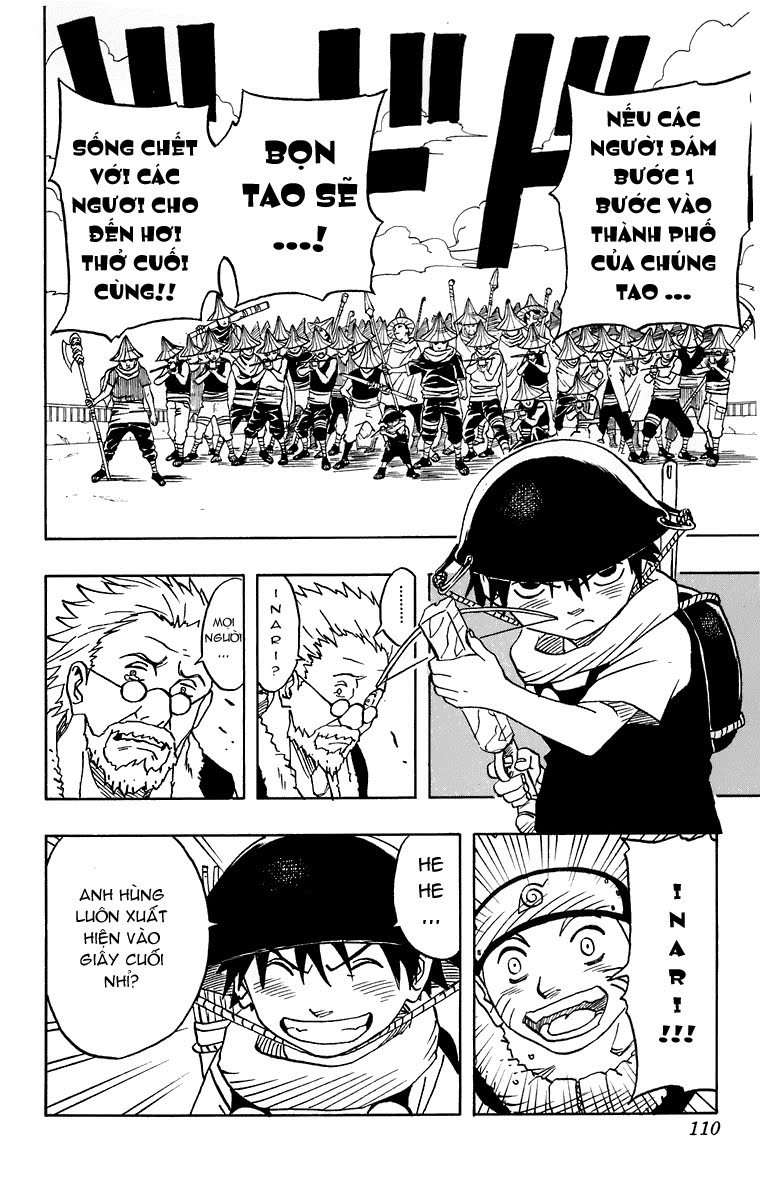 NẾU CÁC
NGƯỜI DÁM
BƯỚC 1
BƯỚC VÀO
THÀNH PHỐ
CỦA CHÚNG
TAO ...
BỌN
TAO SẼ
....!
SỐNG CHẾT
VỚI CÁC
NGƯƠI CHO
ĐẾN HƠI
THỞ CUỐI
CÙNG!!
........
INARI?
MỌI
NGƯỜI...
INARI!!!
HE
HE
...
ANH HÙNG
LUÔN XUẤT
HIỆN VÀO
GIÂY CUỐI
NHỈ?
110